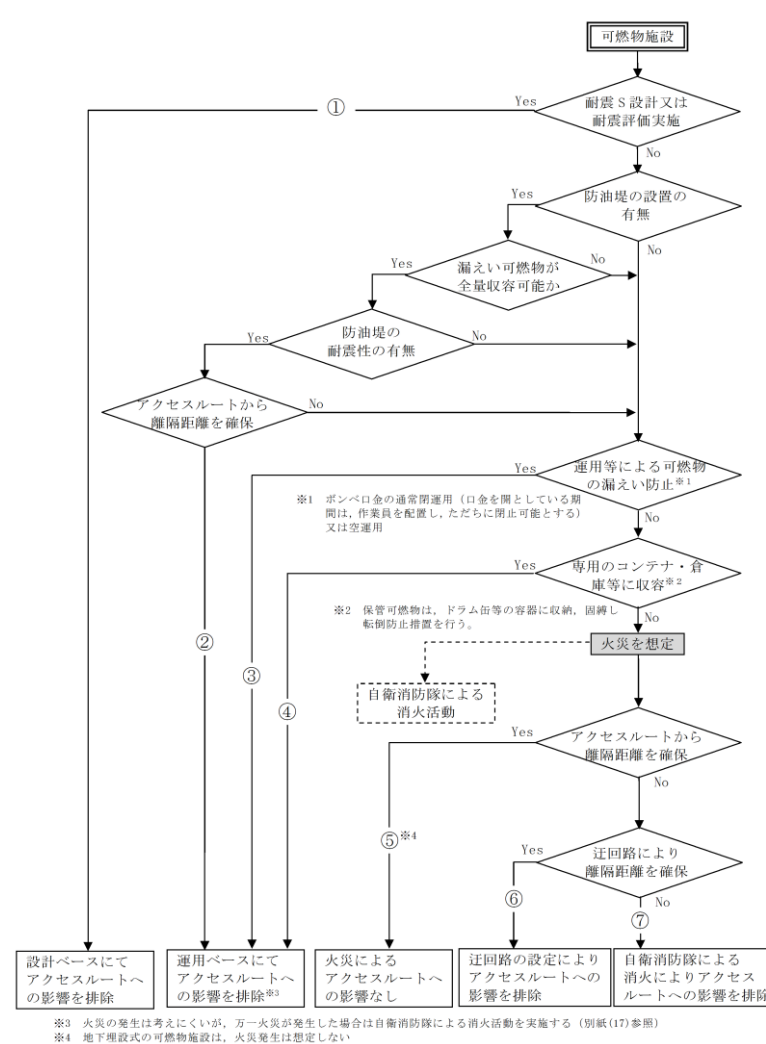 可燃物施設
①
Yes
耐震S設計又は
耐震評価実施
No
Yes
防油堤の設置の
有無
No
Yes
漏えい可燃物が
全量収容可能か
No
Yes
防油堤の
耐震性の有無
No
アクセスルートから
離隔距離を確保
No
Yes
運用等による可燃物
の漏えい防止※1
※1 ボンベ口金の通常閉運用（口金を開としている期
間は，作業員を配置し，ただちに閉止可能とする）
又は空運用
No
Yes
専用のコンテナ・倉
庫等に収容※2
※2 保管可燃物は，ドラム缶等の容器に収納，固縛し
転倒防止措置を行う。
No
②
火災を想定
③
④
自衛消防隊による
消火活動
Yes
アクセスルートから
離隔距離を確保
No
⑤※4
Yes
迂回路により
離隔距離を確保
⑥
No
⑦
設計ベースにて
アクセスルートへ
の影響を排除
運用ベースにて
アクセスルートへ
の影響を排除※3
火災による
アクセスルートへ
の影響なし
迂回路の設定により
アクセスルートへの
影響を排除
自衛消防隊による
消火によりアクセス
ルートへの影響を排除
※3 火災の発生は考えにくいが，万一火災が発生した場合は自衛消防隊による消火活動を実施する（別紙(17)参照）
※4 地下埋設式の可燃物施設は，火災発生は想定しない